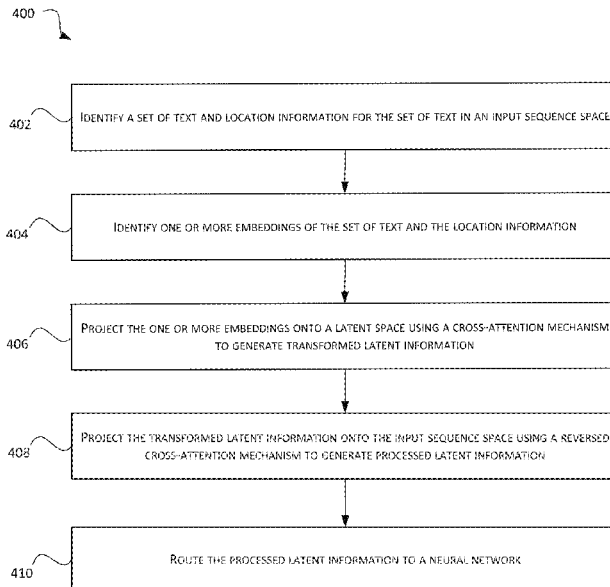 400
402
IDENTIFY A SET OF TEXT AND LOCATION INFORMATION FOR THE SET OF TEXT IN AN INPUT SEQUENCE SPACE
404
IDENTIFY ONE OR MORE EMBEDDINGS OF THE SET OF TEXT AND THE LOCATION INFORMATION
406
PROJECT THE ONE OR MORE EMBEDDINGS ONTO A LATENT SPACE USING A CROSS-ATTENTION MECHANISM
TO GENERATE TRANSFORMED LATENT INFORMATION
408
PROJECT THE TRANSFORMED LATENT INFORMATION ONTO THE INPUT SEQUENCE SPACE USING A REVERSED
CROSS-ATTENTION MECHANISM TO GENERATE PROCESSED LATENT INFORMATION
410
ROUTE THE PROCESSED LATENT INFORMATION TO A NEURAL NETWORK